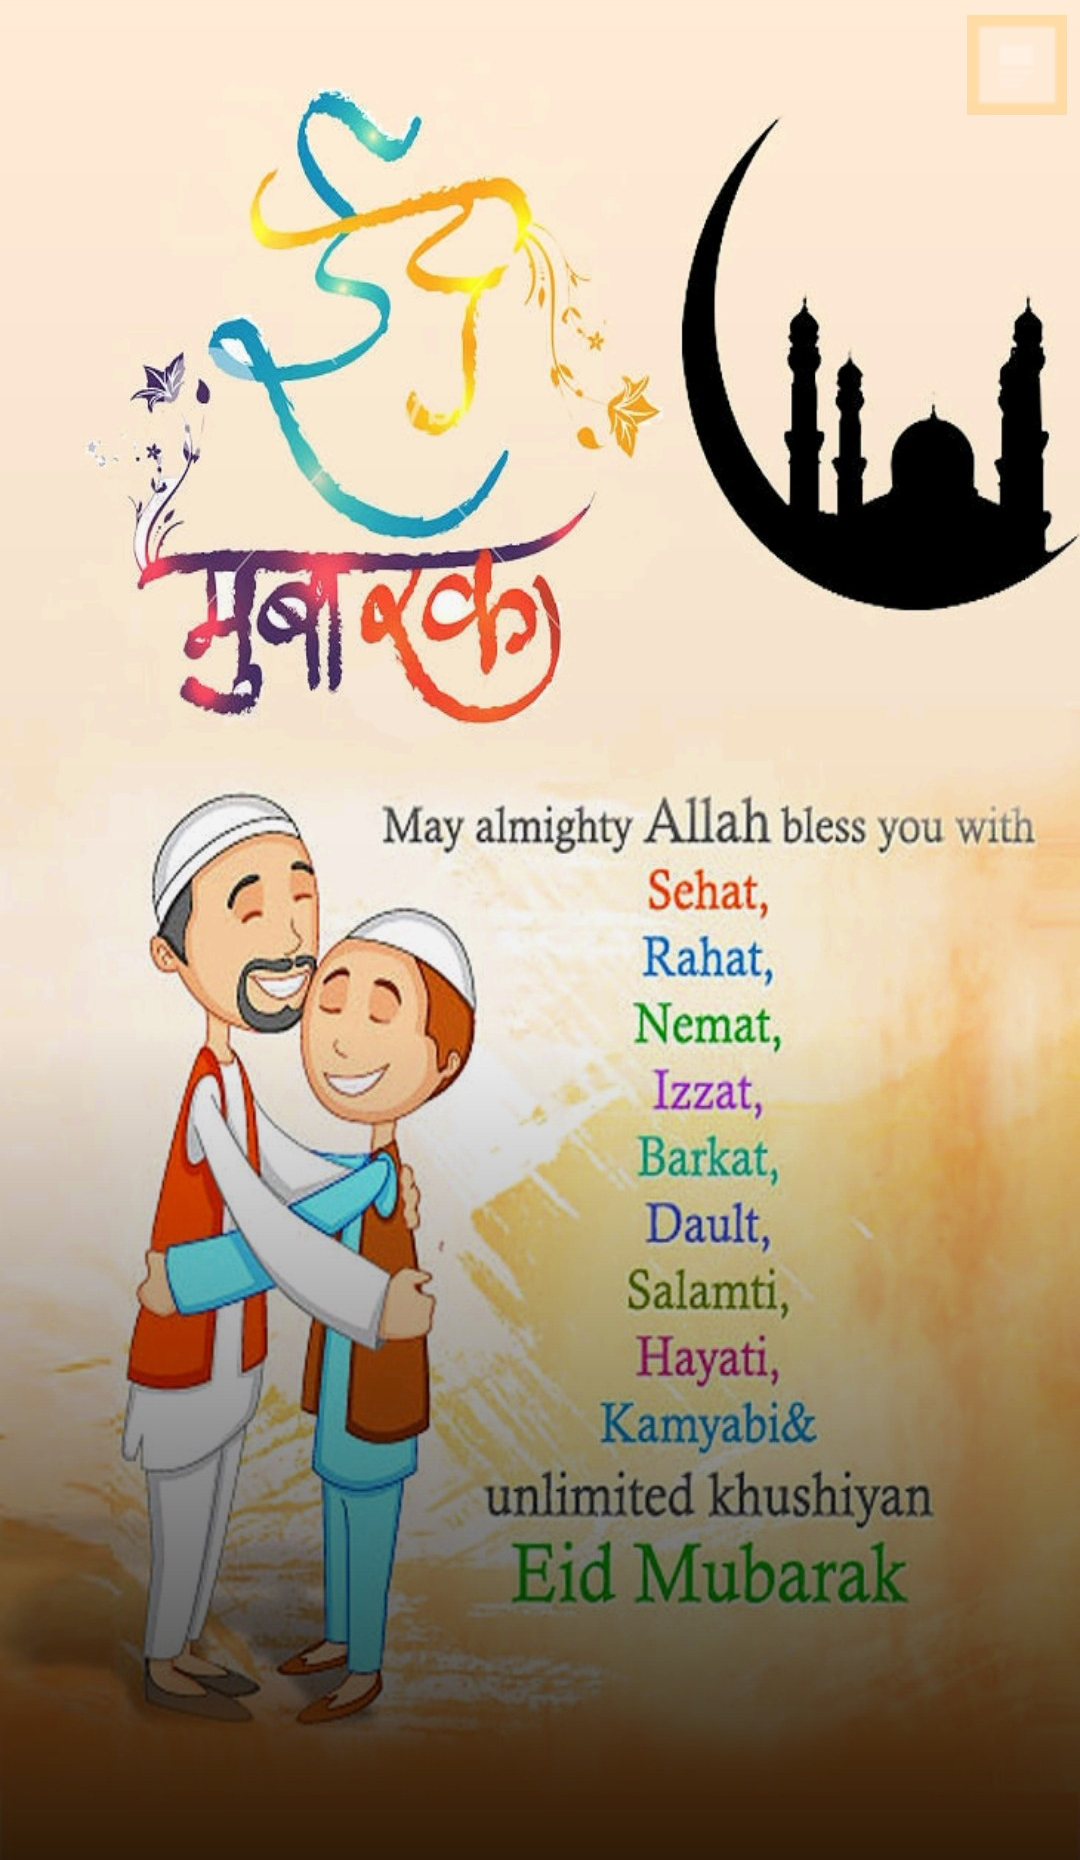 ईद
मुबारक
May almighty Allah bless you with
Sehat,
Rahat,
Nemat,
Izzat,
Barkat,
Dault,
Salamti,
Hayati,
Kamyabi&
unlimited khushiyan
Eid Mubarak